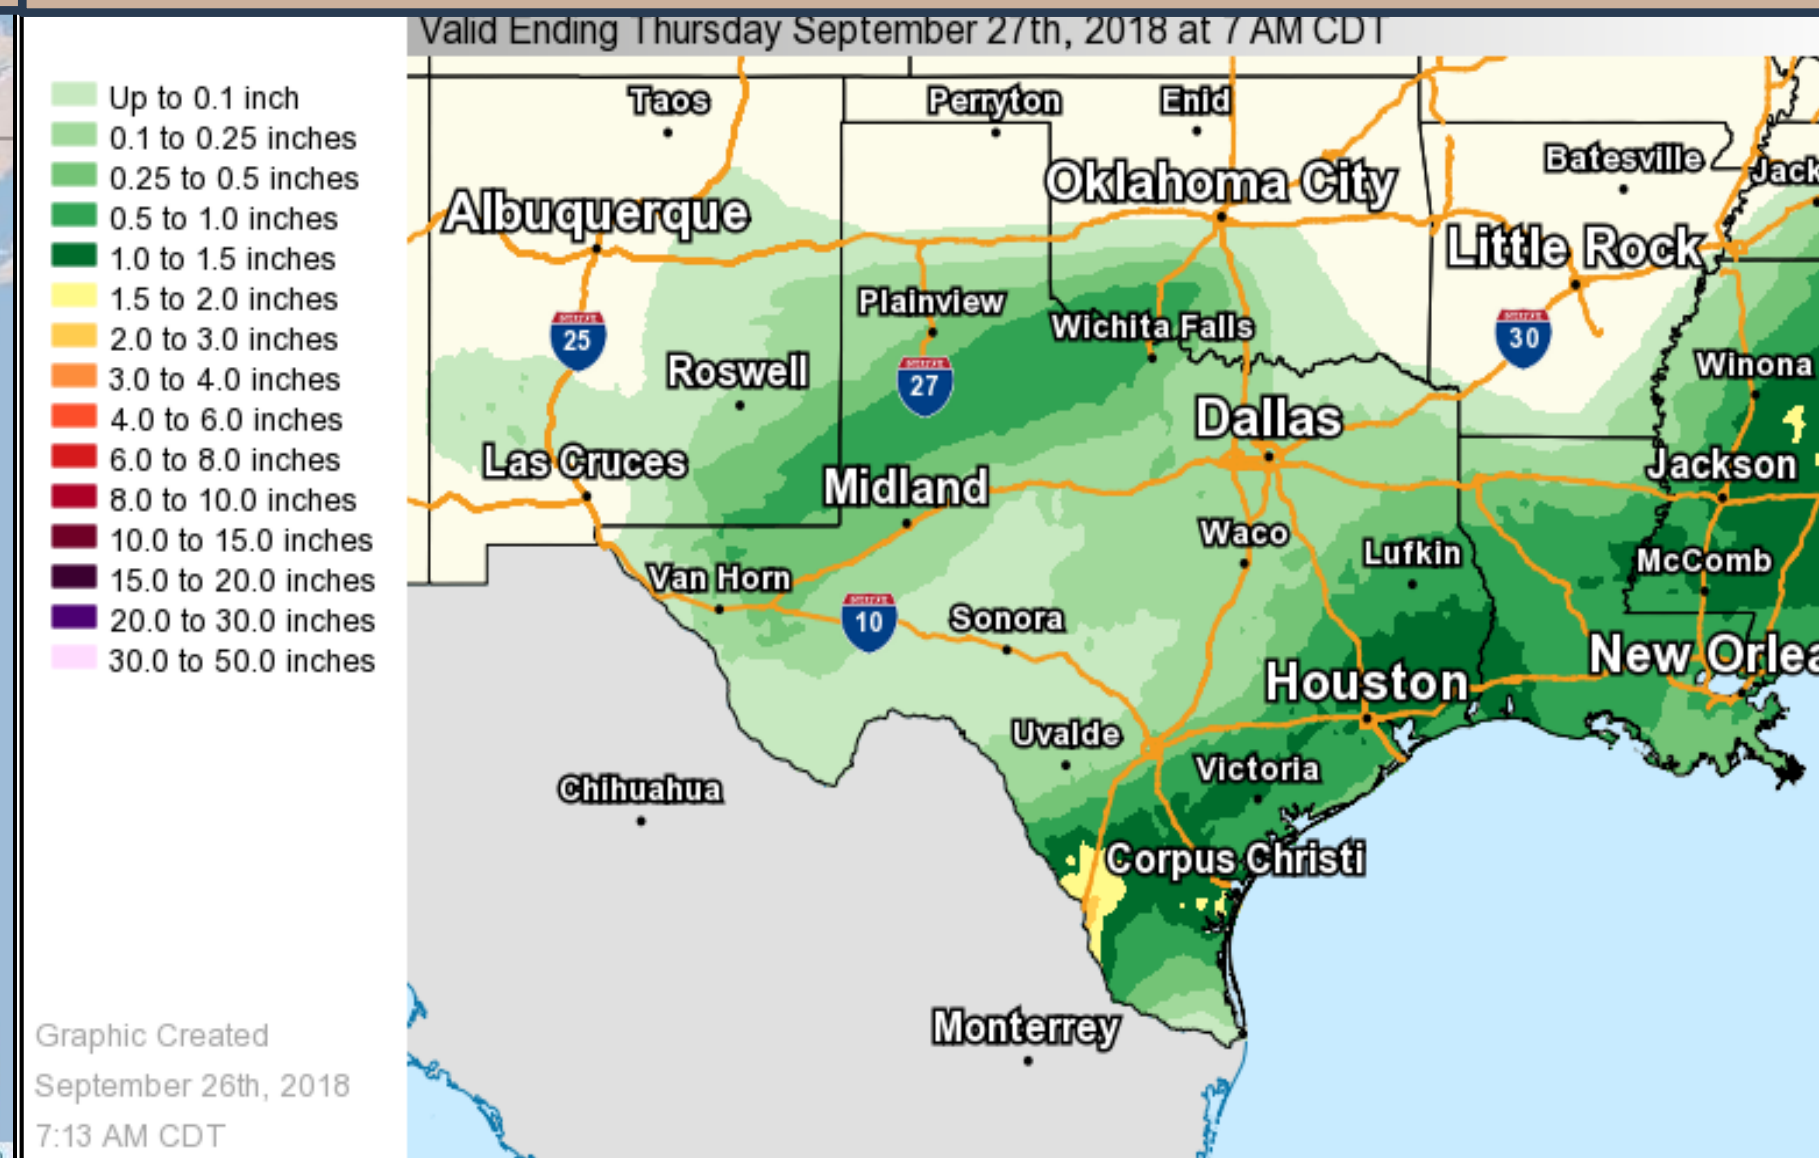 Valid Ending Thursday September 27th, 2018 at 7 AM CDT
Up to 0.1 inch
0.1 to 0.25 inches
0.25 to 0.5 inches
0.5 to 1.0 inches
1.0 to 1.5 inches
1.5 to 2.0 inches
2.0 to 3.0 inches
3.0 to 4.0 inches
4.0 to 6.0 inches
6.0 to 8.0 inches
8.0 to 10.0 inches
10.0 to 15.0 inches
15.0 to 20.0 inches
20.0 to 30.0 inches
30.0 to 50.0 inches
Graphic Created
September 26th, 2018
7:13 AM CDT
Taos
Perryton
Enid
Batesville
Jack
Oklahoma City
Albuquerque
Little Rock
Plainview
Wichita Falls
25
30
Roswell
27
Winona
Dallas
Las Cruces
Midland
Jackson
Waco
Lufkin
McComb
Van Horn
10
Sonora
New Orlea
Houston
Uvalde
Victoria
Chihuahua
Corpus Christi
Monterrey